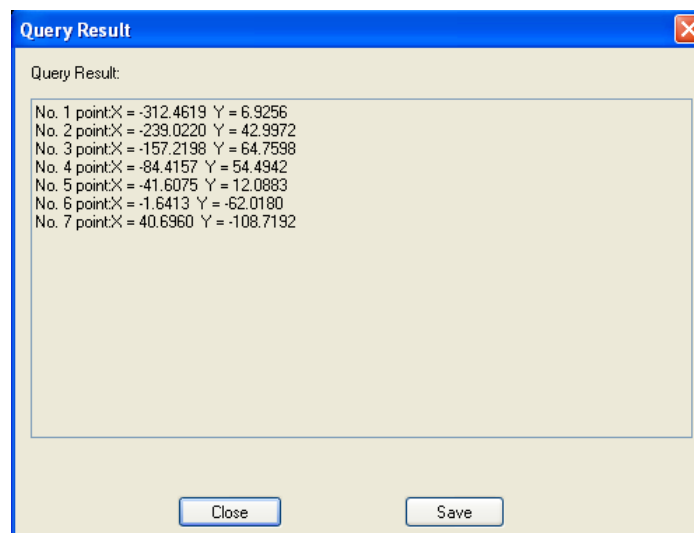 Query Result
Query Result:
No. 1 point:X = -312.4619 Y = 6.9256
No. 2 point:X = -239.0220 Y = 42.9972
No. 3 point:X = -157.2198 Y = 64.7598
No. 4 point:X = -84.4157 Y = 54.4942
No. 5 point:X = -41.6075 Y = 12.0883
No. 6 point:X = -1.6413 Y = -62.0180
No. 7 point:X = 40.6960 Y = -108.7192
Close Save